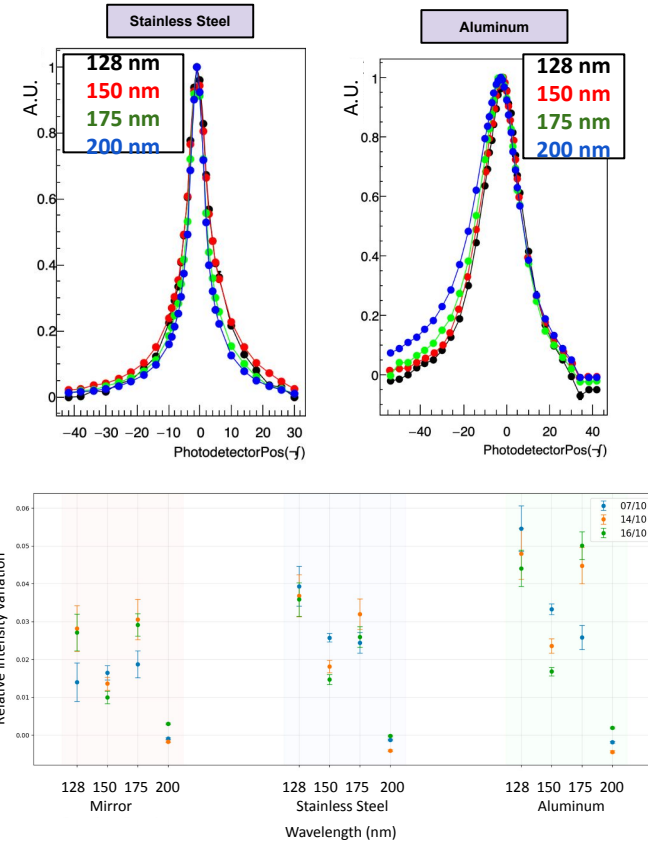 Stainless Steel
A.U.
128 nm
150 nm
175 nm
200 nm
1
0.8
0.6
0.4
0.2
0
−40 −30 −20 −10 0 10 20 30
Aluminum
A.U.
128 nm
150 nm
175 nm
200 nm
1
0.8
0.6
0.4
0.2
0
−40 −20 0 20 40
Relative Intensity Variation
0.06
0.05
0.04
0.03
0.02
0.01
0.00
07/10
14/10
16/10
128 150 175 200 128 150 175 200 128 150 175 200
Mirror Stainless Steel Aluminum
Wavelength (nm)